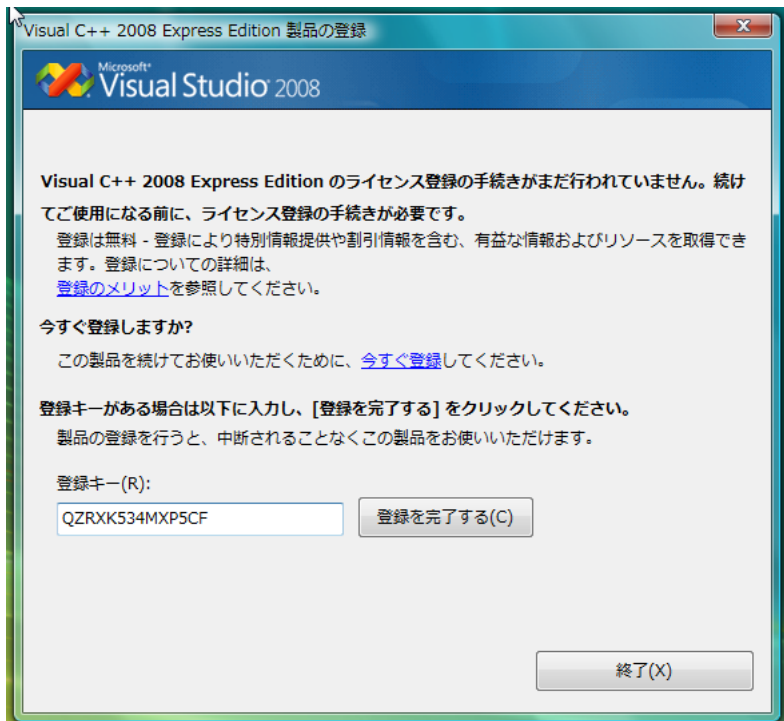 Visual C++ 2008 Express Edition 製品の登録
Microsoft
Visual Studio 2008
Visual C++ 2008 Express Edition のライセンス登録の手続きがまだ行われていません。続け
てご使用になる前に、ライセンス登録の手続きが必要です。
登録は無料 - 登録により特別情報提供や割引情報を含む、有益な情報およびリソースを取得でき
ます。登録についての詳細は、
登録のメリットを参照してください。
今すぐ登録しますか?
この製品を続けてお使いいただくために、今すぐ登録してください。
登録キーがある場合は以下に入力し、[登録を完了する] をクリックしてください。
製品の登録を行うと、中断されることなくこの製品をお使いいただけます。
登録キー(R):
QZRXK534MXP5CF
登録を完了する(C)
終了(X)